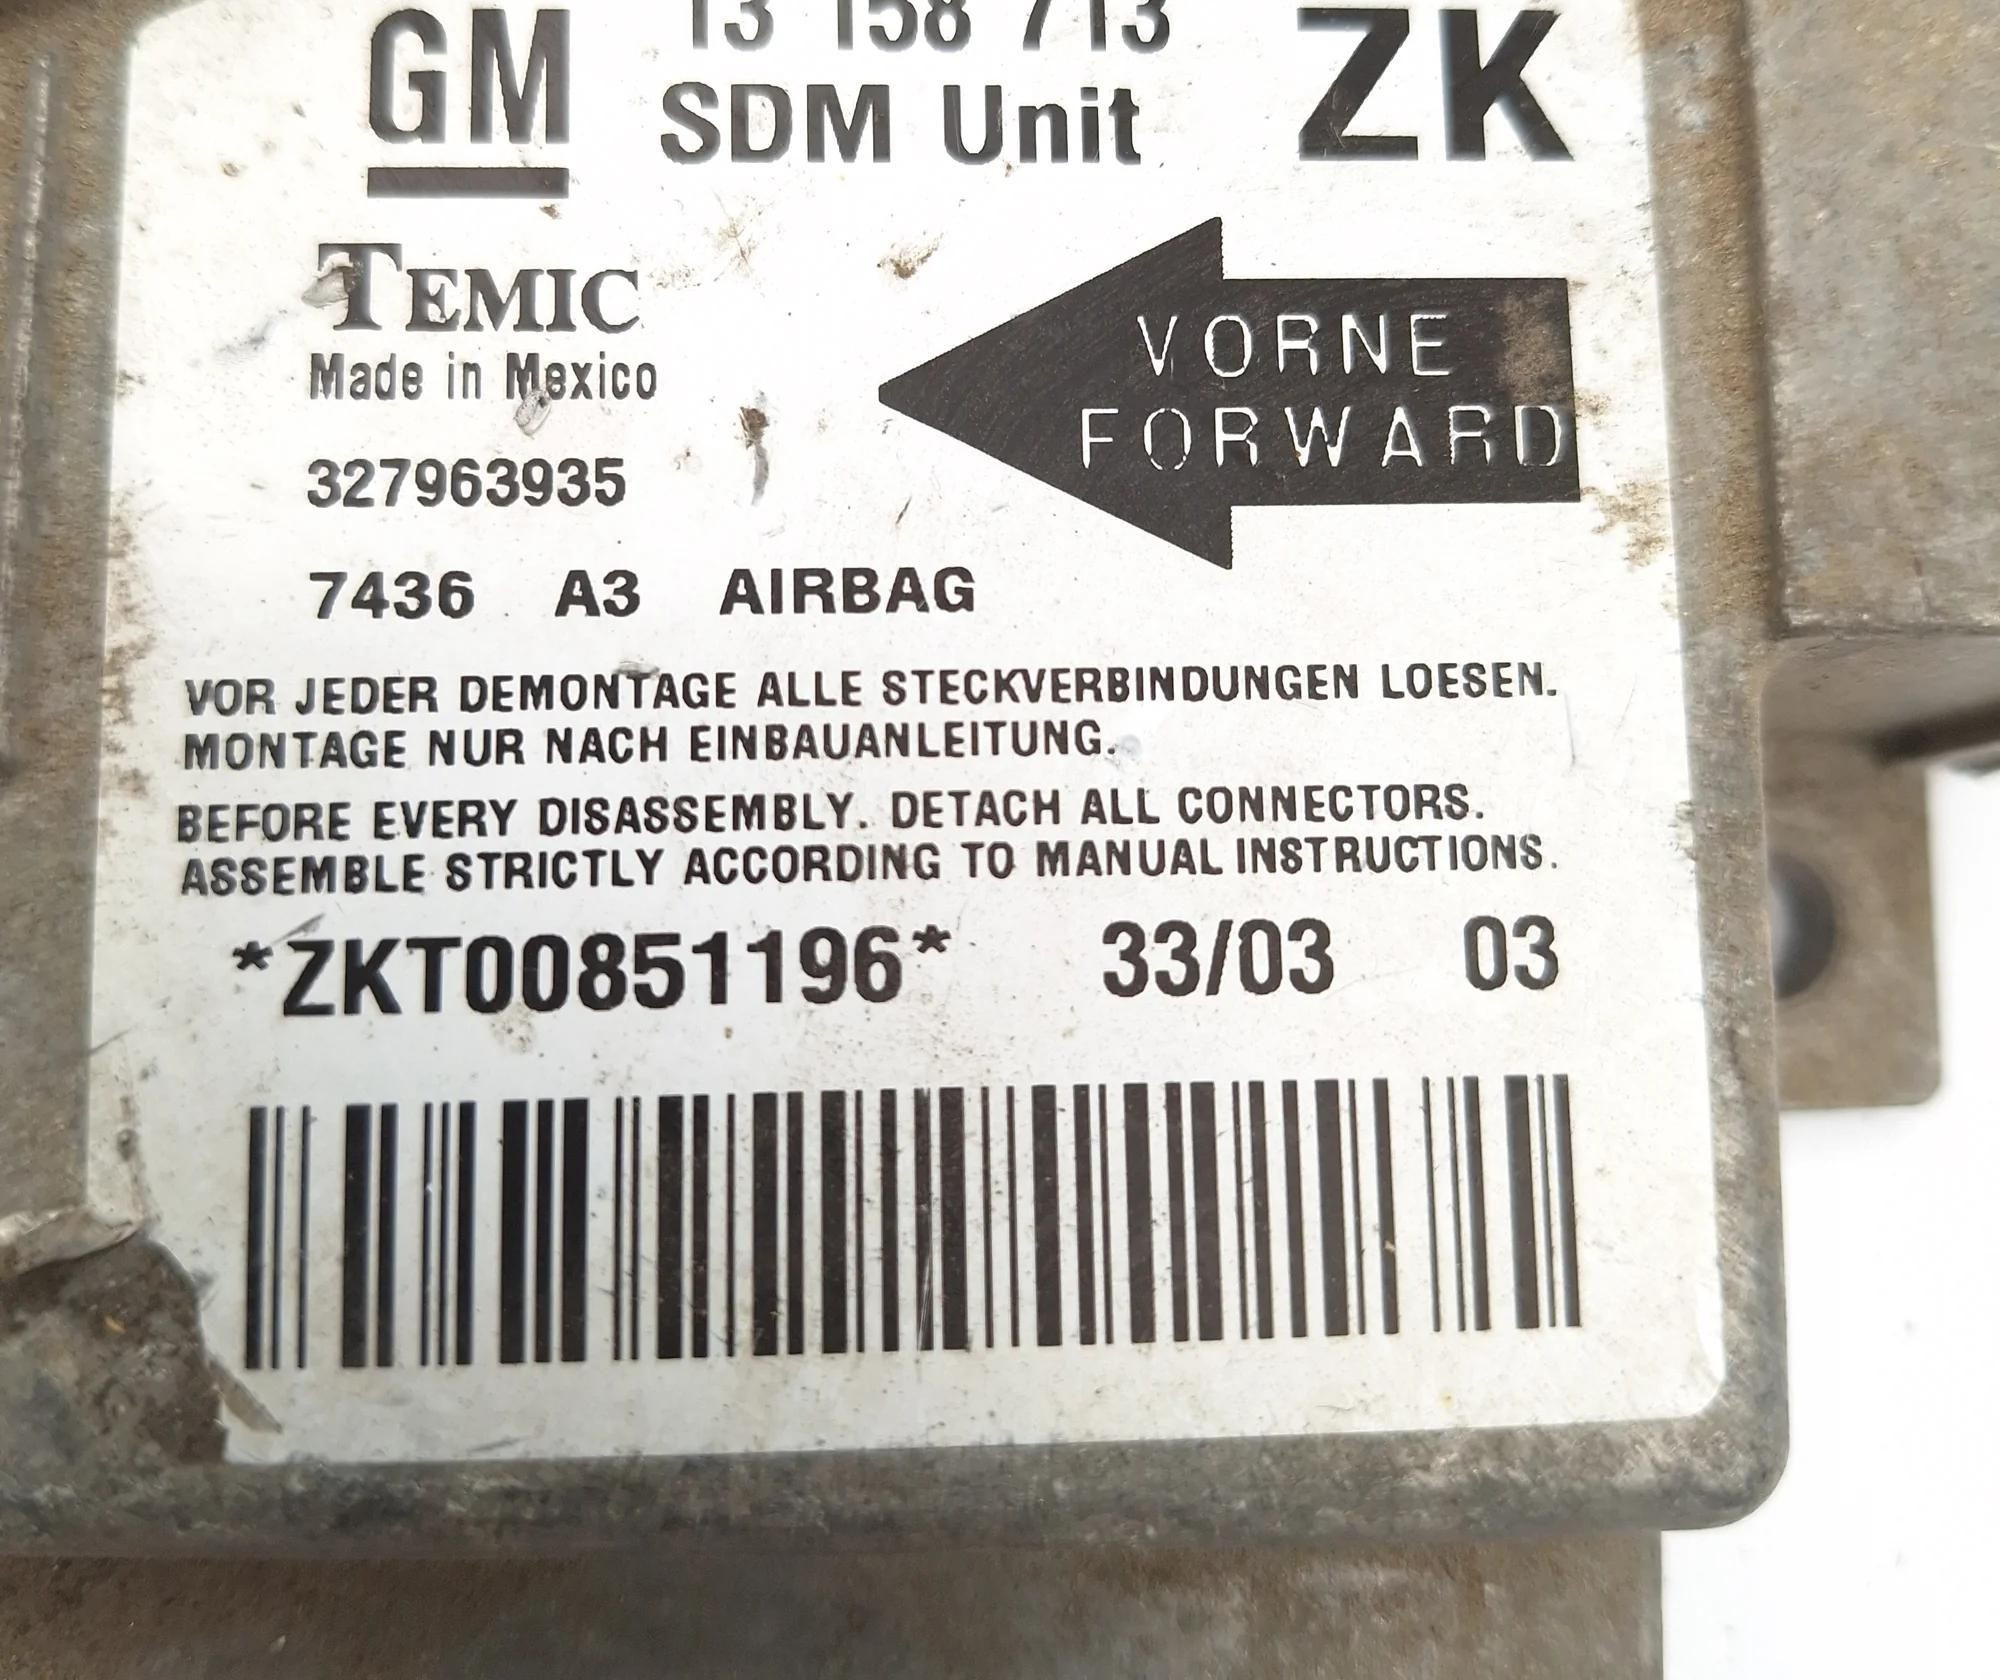 GM 13 158 713 ZK
SDM Unit
TEMIC
Made in Mexico
VORNE
FORWARD
327963935
7436 A3 AIRBAG
VOR JEDER DEMONTAGE ALLE STECKVERBINDUNGEN LOESEN.
MONTAGE NUR NACH EINBAUANLEITUNG.
BEFORE EVERY DISASSEMBLY. DETACH ALL CONNECTORS.
ASSEMBLE STRICTLY ACCORDING TO MANUAL INSTRUCTIONS.
*ZKT00851196* 33/03 03